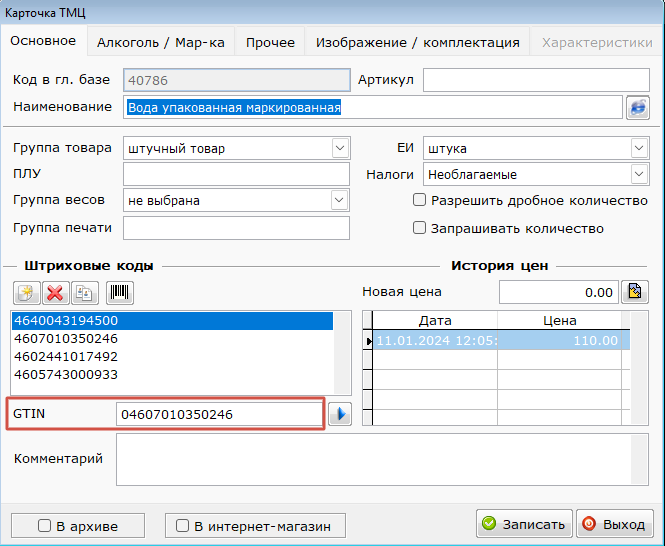 Карточка ТМЦ
Основное Алкоголь / Мар-ка Прочее Изображение / комплектация Характеристики
Код в гл. базе 40786 Артикул
Наименование Вода упакованная маркированная
Группа товара штучный товар ЕИ штука
ПЛУ Налоги Необлагаемые
Группа весов не выбрана Разрешить дробное количество
Группа печати Запрашивать количество
Штриховые коды История цен
Новая цена 0.00
4640043194500 Дата Цена
4607010350246 11.01.2024 12:05: 110.00
4602441017492
4605743000933
GTIN 04607010350246
Комментарий
В архиве В интернет-магазин Записать Выход